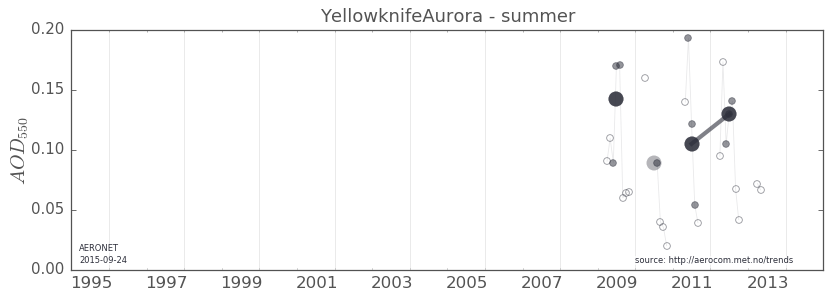 YellowknifeAurora - summer
0.20
0.15
0.10
0.05
0.00
AOD550
AERONET
2015-09-24
source: http://aerocom.met.no/trends
1995 1997 1999 2001 2003 2005 2007 2009 2011 2013